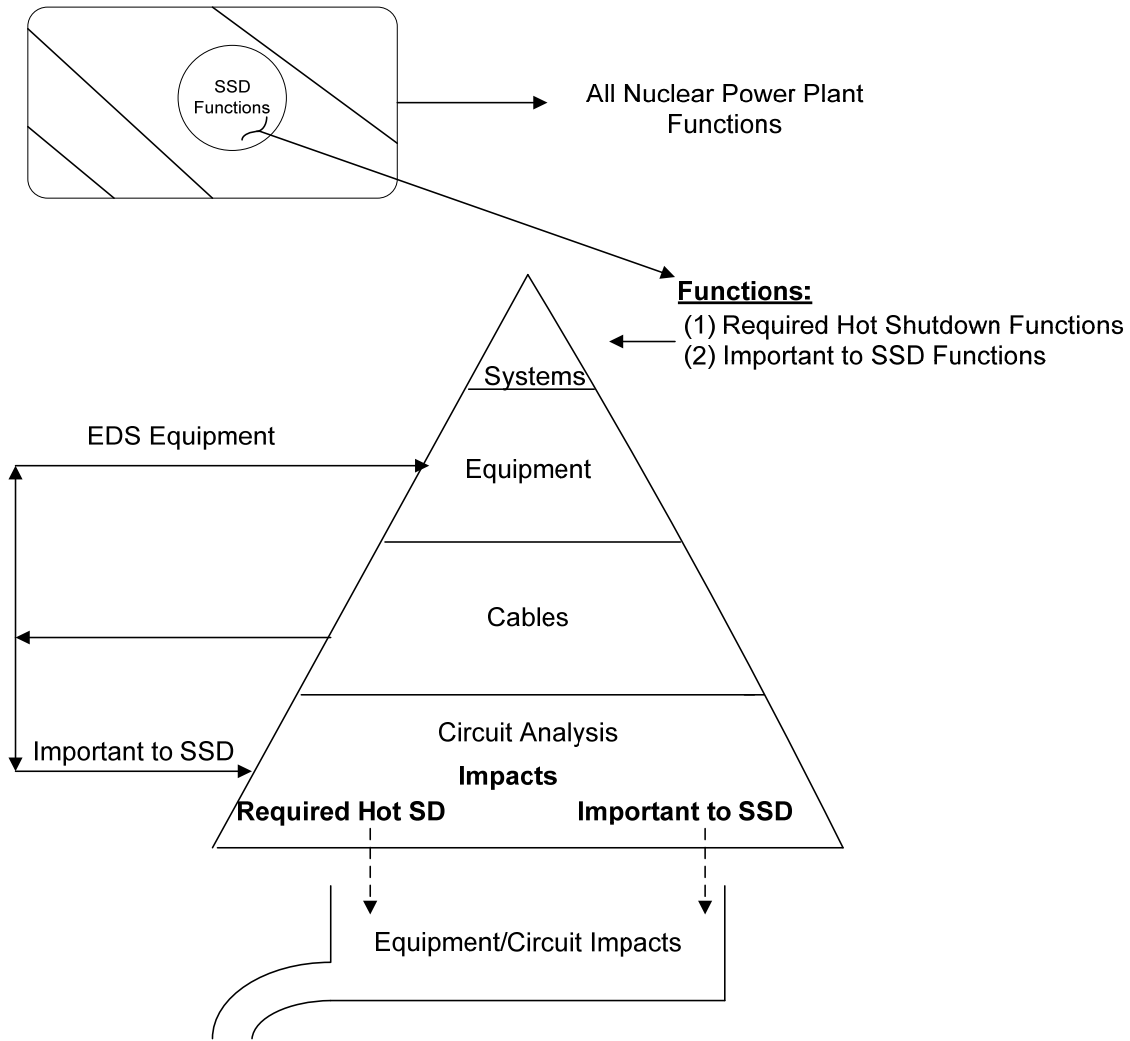 SSD
Functions
All Nuclear Power Plant
Functions
Functions:
(1) Required Hot Shutdown Functions
(2) Important to SSD Functions
Systems
EDS Equipment
Equipment
Cables
Circuit Analysis
Important to SSD
Impacts
Required Hot SD
Important to SSD
Equipment/Circuit Impacts